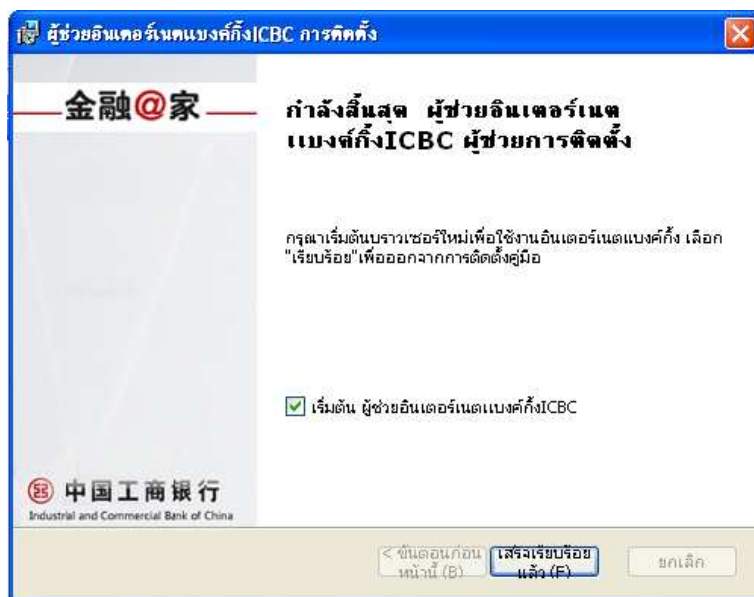 ผู้ช่วยอินเตอร์เนตแบงค์กิ้งICBC การติดตั้ง
金融@家
กำลังสิ้นสุด ผู้ช่วยอินเตอร์เนต
แบงค์กิ้งICBC ผู้ช่วยการติดตั้ง
กรุณาเริ่มต้นบราวเซอร์ใหม่เพื่อใช้งานอินเตอร์เนตแบงค์กิ้ง เลือก
"เรียบร้อย"เพื่อออกจากการติดตั้งคู่มือ
เริ่มต้น ผู้ช่วยอินเตอร์เนตแบงค์กิ้งICBC
中国工商银行
Industrial and Commercial Bank of China
< ขั้นตอนก่อน
หน้านี้ (B)
เสร็จเรียบร้อย
แล้ว (F)
ยกเลิก